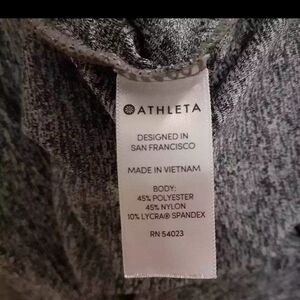 ATHLETA
DESIGNED IN
SAN FRANCISCO
MADE IN VIETNAM
BODY:
45% POLYESTER
45% NYLON
10% LYCRA® SPANDEX
RN 54023